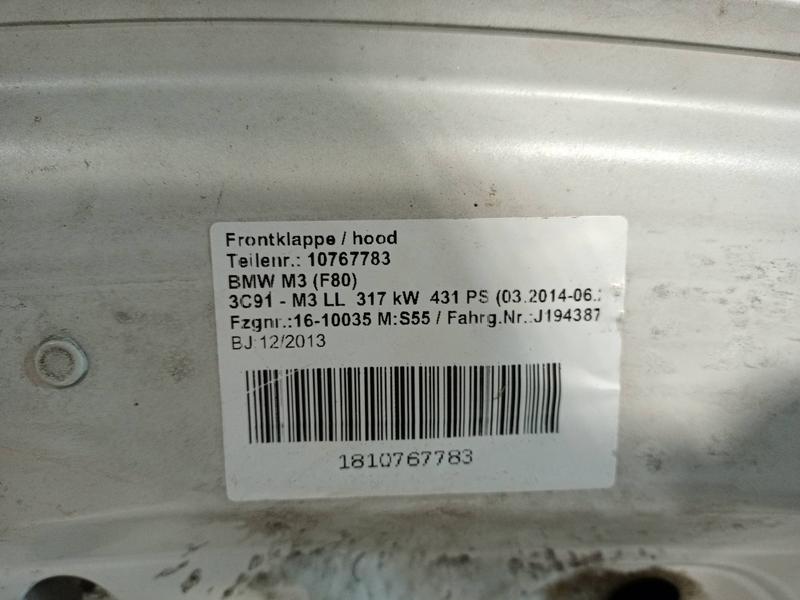 Frontklappe / hood
Teilenr.: 10767783
BMW M3 (F80)
3C91 - M3 LL 317 kW 431 PS (03.2014-06.
Fzgnr.:16-10035 M:S55 / Fahrg.Nr.:J194387
BJ:12/2013
1810767783